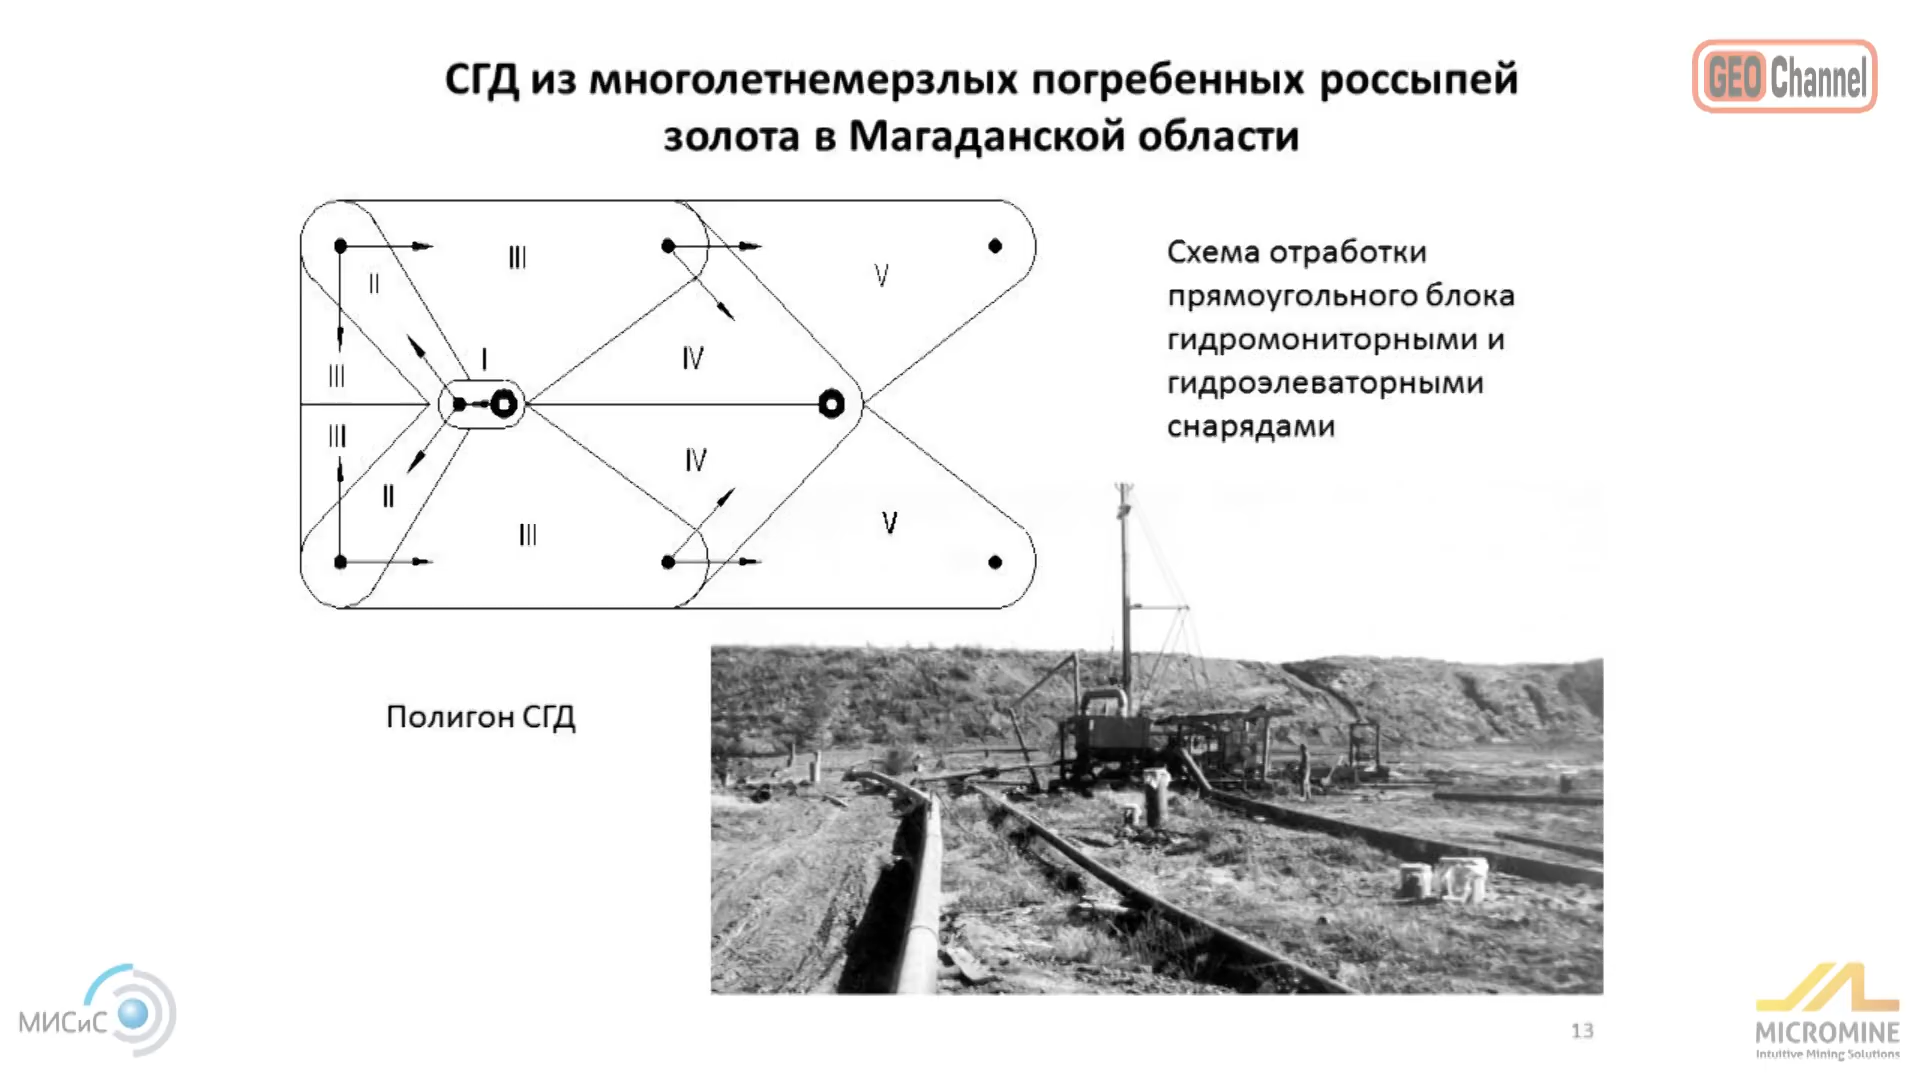 СГД из многолетнемерзлых погребенных россыпей
золота в Магаданской области
GEO Channel
III
II
V
I
IV
III
III
IV
II
V
III
Схема отработки
прямоугольного блока
гидромониторными и
гидроэлеваторными
снарядами
Полигон СГД
МИСиС
13
MICROMINE
Intuitive Mining Solutions